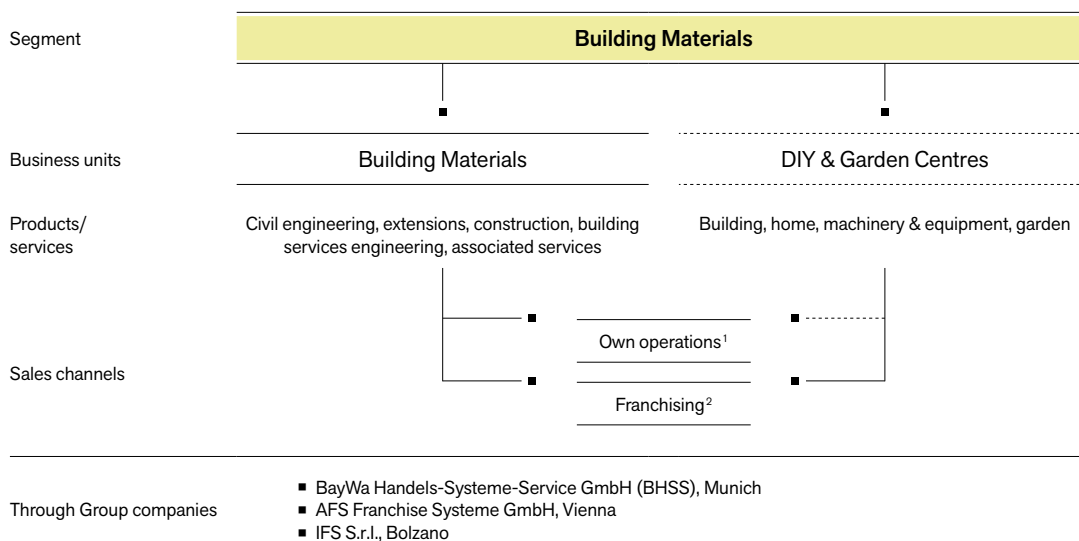 Segment
Building Materials
Business units
Building Materials
DIY & Garden Centres
Products/
services
Civil engineering, extensions, construction, building
services engineering, associated services
Building, home, machinery & equipment, garden
Sales channels
Own operations¹
Franchising²
Through Group companies
■ BayWa Handels-Systeme-Service GmbH (BHSS), Munich
■ AFS Franchise Systeme GmbH, Vienna
■ IFS S.r.l., Bolzano